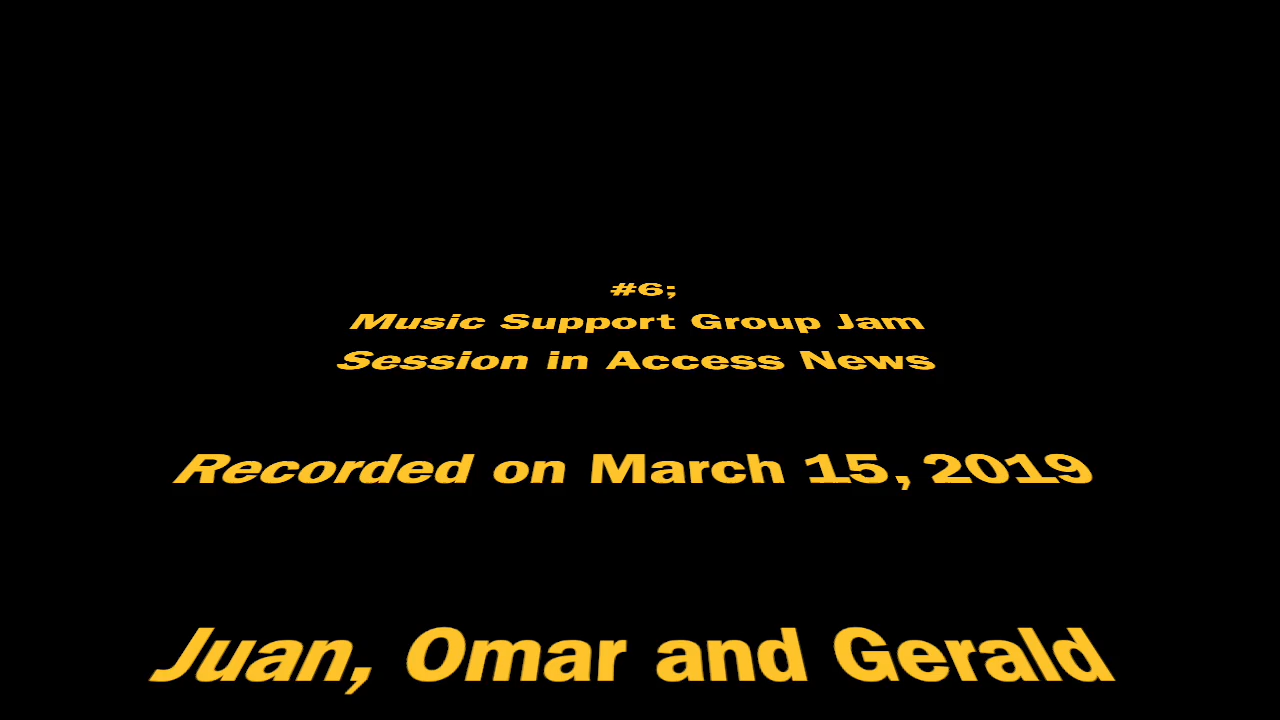 #6;
Music Support Group Jam
Session in Access News
Recorded on March 15, 2019
Juan, Omar and Gerald